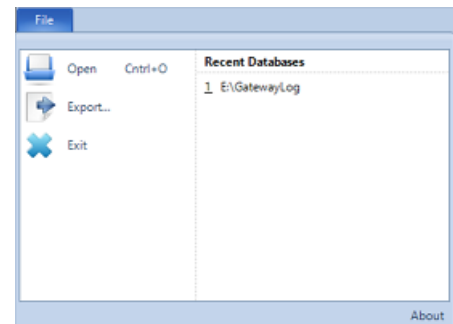 File
Open Cntrl+O
Export...
Exit
Recent Databases
1 E:\GatewayLog
About